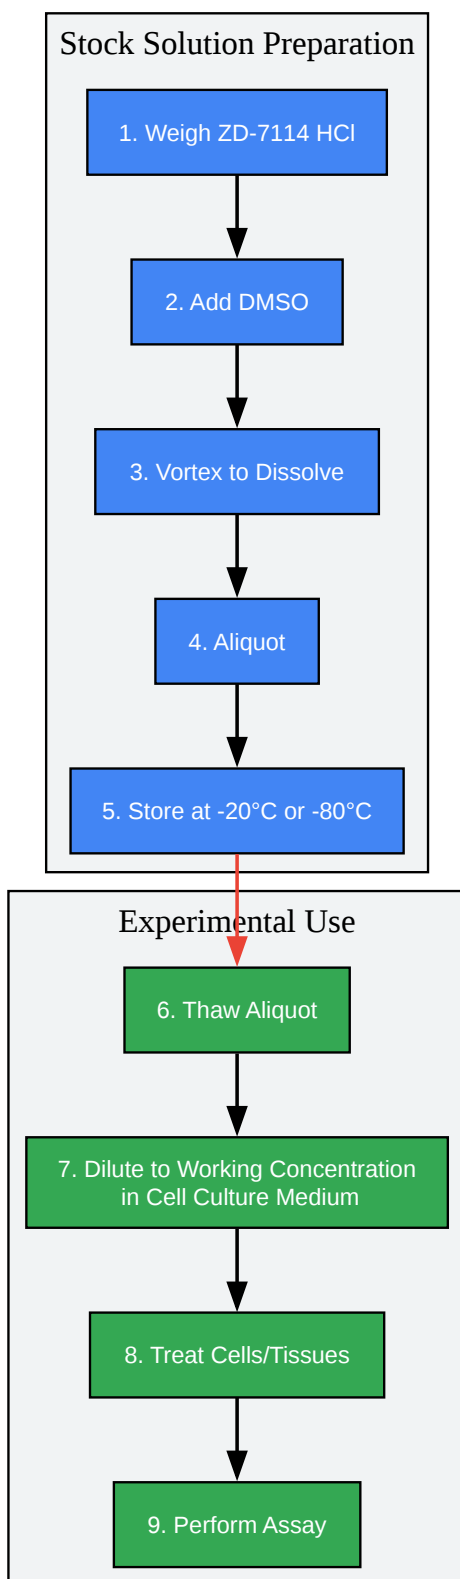 Stock Solution Preparation
1. Weigh ZD-7114 HCl
2. Add DMSO
3. Vortex to Dissolve
4. Aliquot
5. Store at -20°C or -80°C
Experimental Use
6. Thaw Aliquot
7. Dilute to Working Concentration
in Cell Culture Medium
8. Treat Cells/Tissues
9. Perform Assay